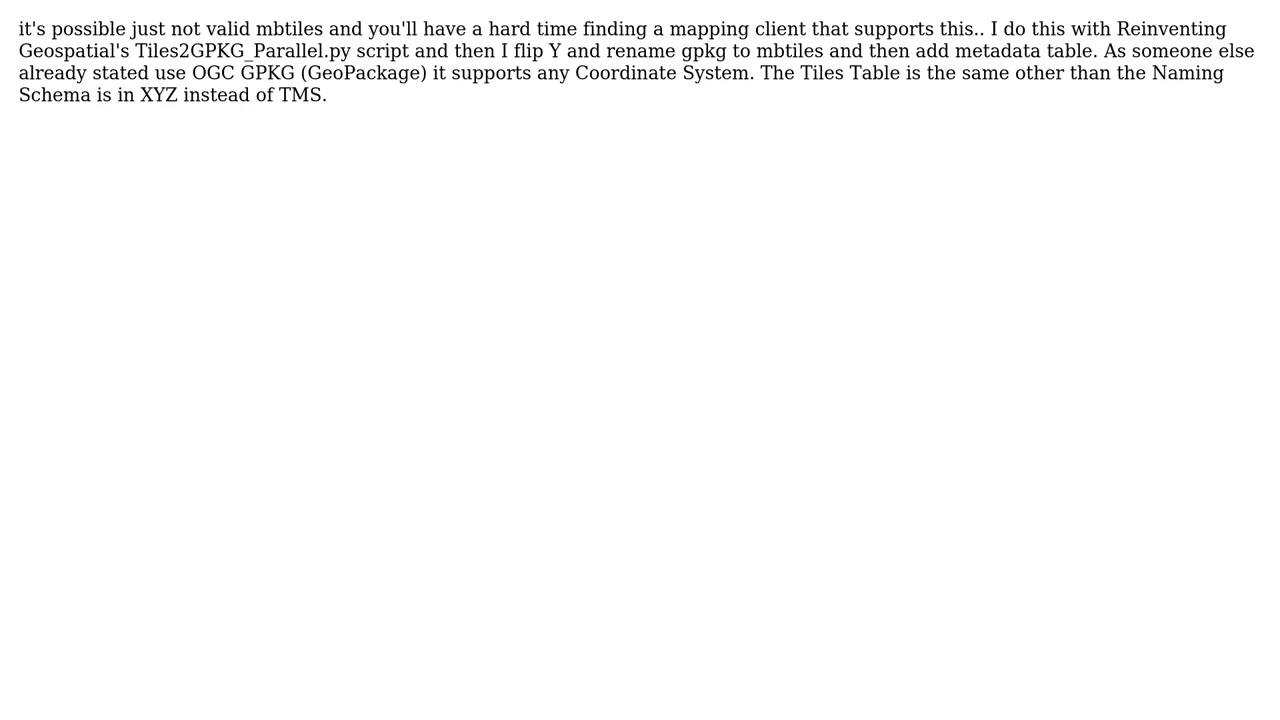 it's possible just not valid mbtiles and you'll have a hard time finding a mapping client that supports this.. I do this with Reinventing
Geospatial's Tiles2GPKG_Parallel.py script and then I flip Y and rename gpkg to mbtiles and then add metadata table. As someone else
already stated use OGC GPKG (GeoPackage) it supports any Coordinate System. The Tiles Table is the same other than the Naming
Schema is in XYZ instead of TMS.